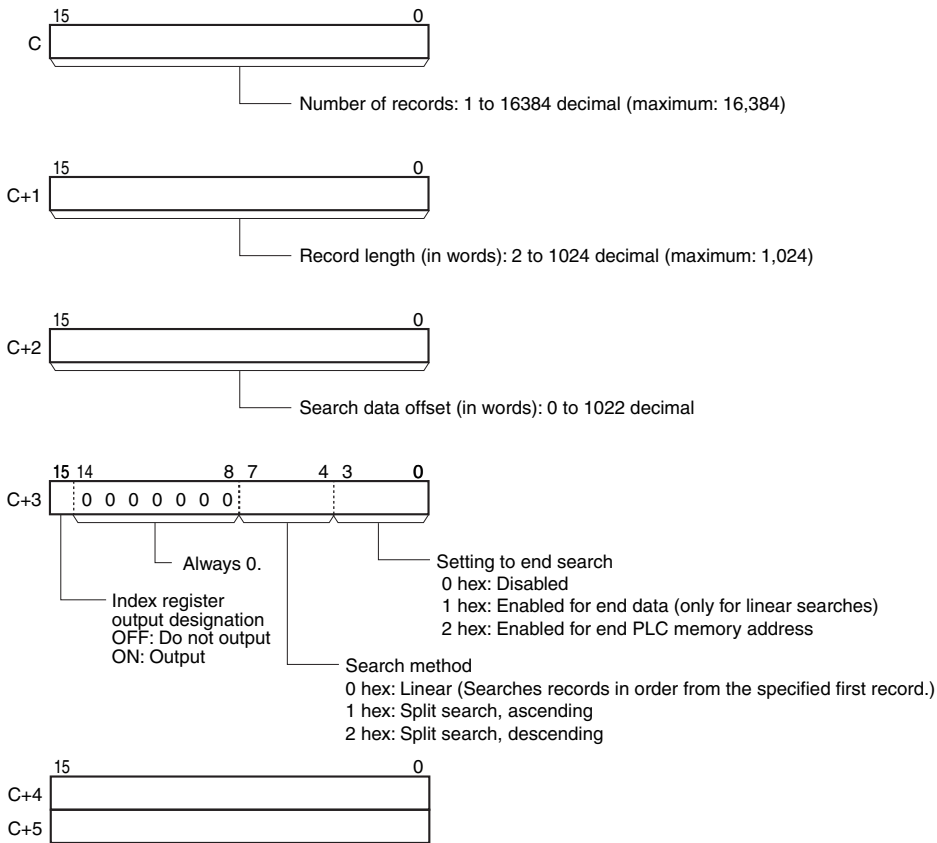 15 0
C
Number of records: 1 to 16384 decimal (maximum: 16,384)
15 0
C+1
Record length (in words): 2 to 1024 decimal (maximum: 1,024)
15 0
C+2
Search data offset (in words): 0 to 1022 decimal
15 14 8 7 4 3 0
C+3 0 0 0 0 0 0 0
Always 0.
Index register
output designation
OFF: Do not output
ON: Output
Setting to end search
0 hex: Disabled
1 hex: Enabled for end data (only for linear searches)
2 hex: Enabled for end PLC memory address
Search method
0 hex: Linear (Searches records in order from the specified first record.)
1 hex: Split search, ascending
2 hex: Split search, descending
15 0
C+4
C+5